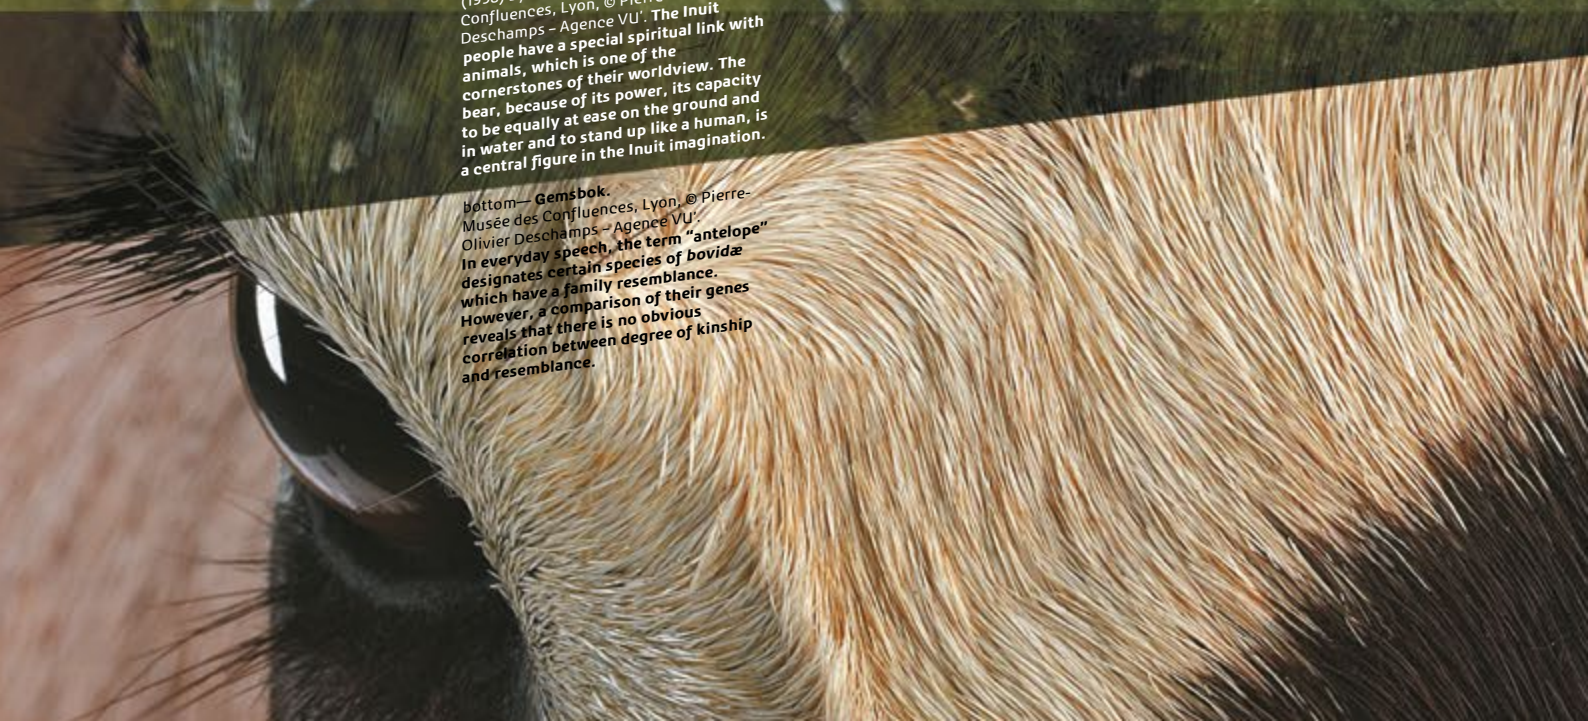 Confluences, Lyon, ©
Deschamps – Agence VU'. The Inuit
people have a special spiritual link with
animals, which is one of the
cornerstones of their worldview. The
bear, because of its power, its capacity
to be equally at ease on the ground and
in water and to stand up like a human, is
a central figure in the Inuit imagination.
bottom— Gemsbok.
Musée des Confluences, Lyon, © Pierre-
Olivier Deschamps – Agence VU'.
In everyday speech, the term “antelope”
designates certain species of bovidæ
which have a family resemblance.
However, a comparison of their genes
reveals that there is no obvious
correlation between degree of kinship
and resemblance.